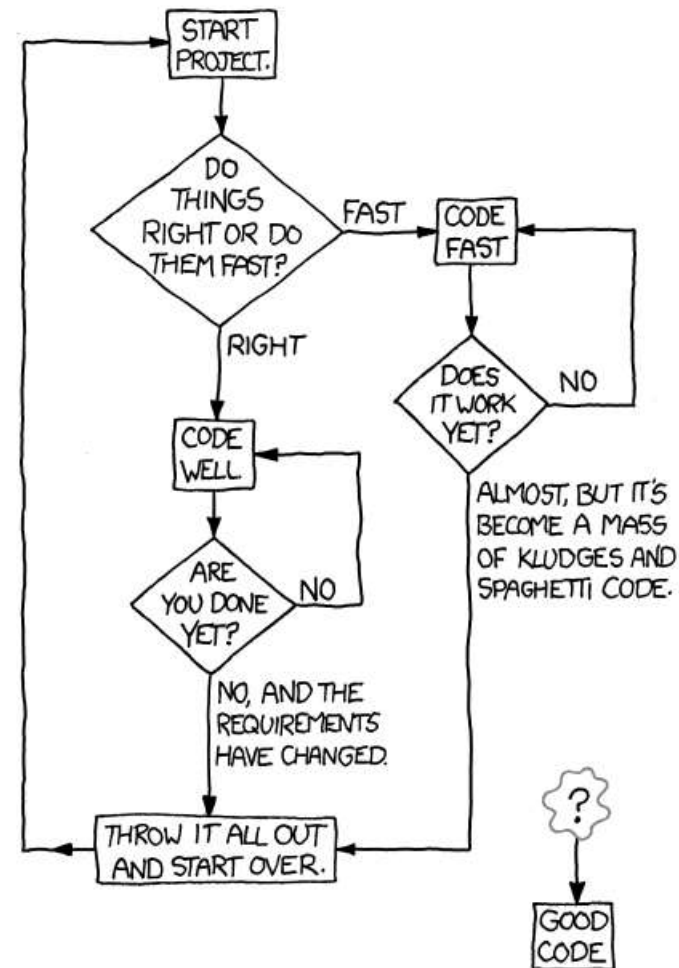 START
PROJECT.
DO
THINGS
RIGHT OR DO
THEM FAST?
FAST
CODE
FAST
RIGHT
DOES
IT WORK
YET?
NO
CODE
WELL
ALMOST, BUT IT'S
BECOME A MASS
OF KLUDGES AND
SPAGHETTI CODE.
ARE
YOU DONE
YET?
NO
NO, AND THE
REQUIREMENTS
HAVE CHANGED.
THROW IT ALL OUT
AND START OVER.
?
GOOD
CODE